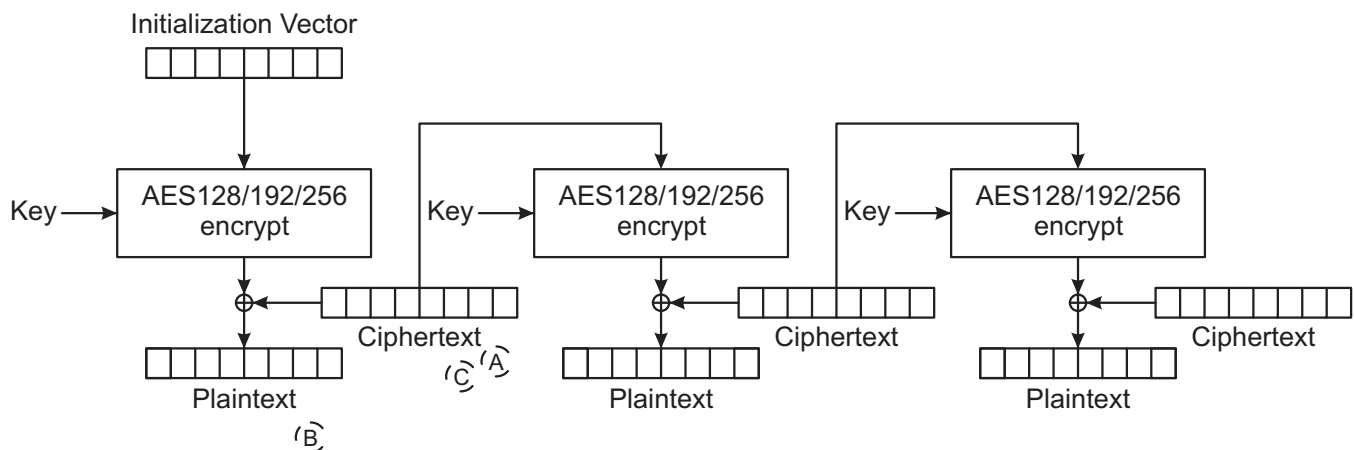 Initialization Vector
Key
AES128/192/256
encrypt
Key
AES128/192/256
encrypt
Key
AES128/192/256
encrypt
Ciphertext
Ciphertext
Ciphertext
C
A
Plaintext
Plaintext
Plaintext
B